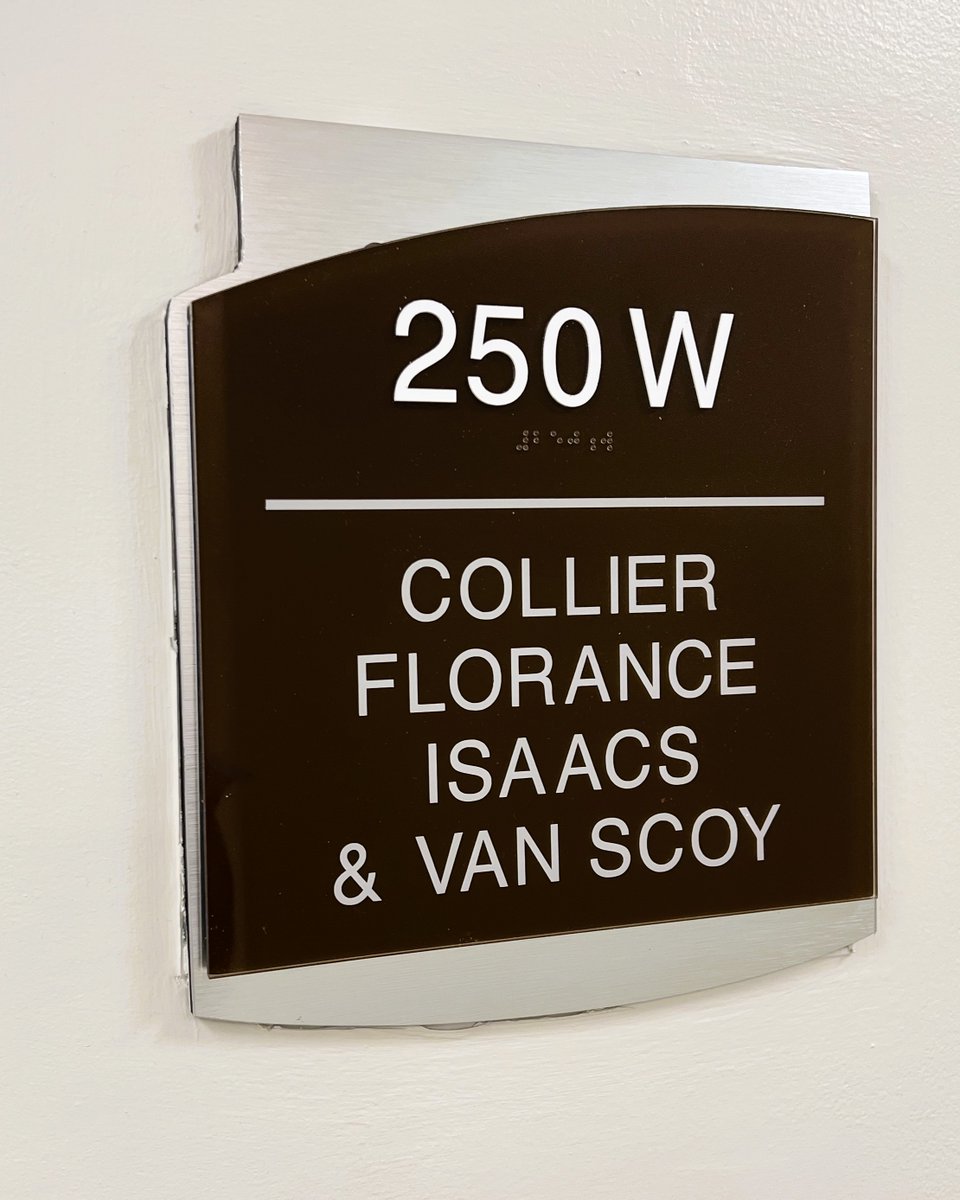 250 W
COLLIER
FLORANCE
ISAACS
& VAN SCOY